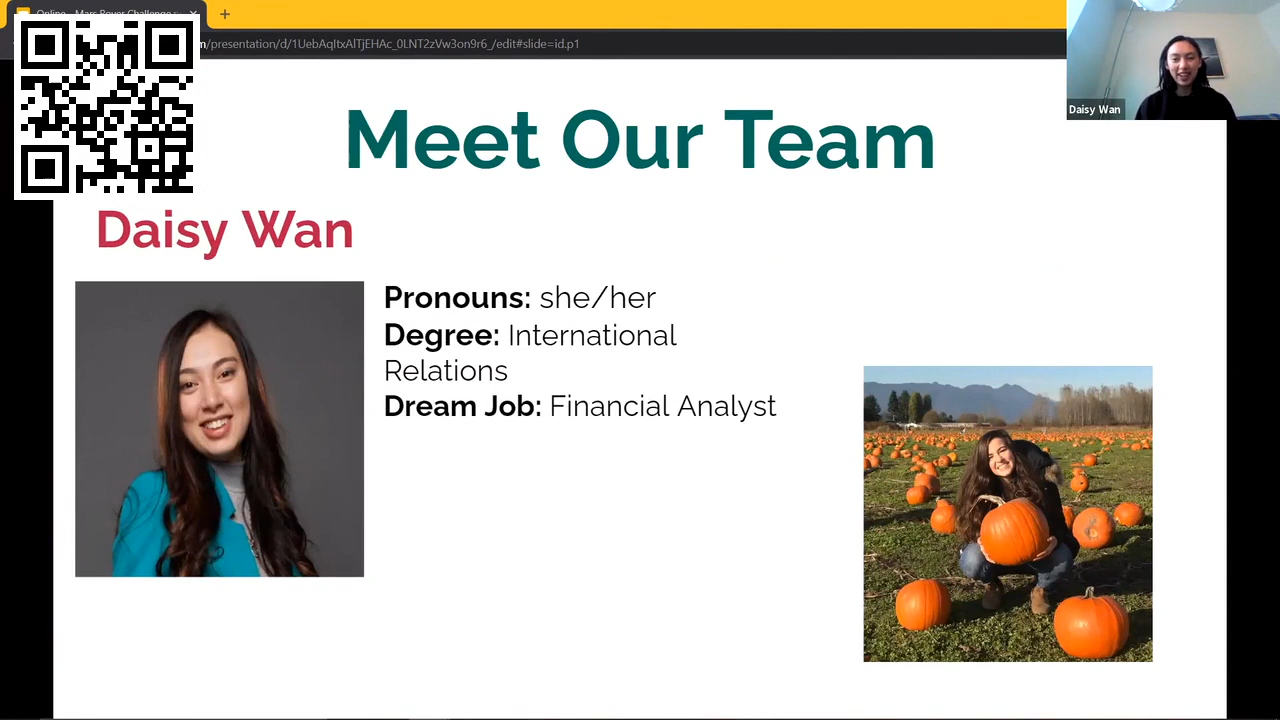 Online - Mars Rover Challenge
/presentation/d/1UebAqItxAlTjEHAc_0LNT2zVw3on9r6_/edit#slide=id.p1
Daisy Wan
Meet Our Team
Daisy Wan
Pronouns: she/her
Degree: International
Relations
Dream Job: Financial Analyst